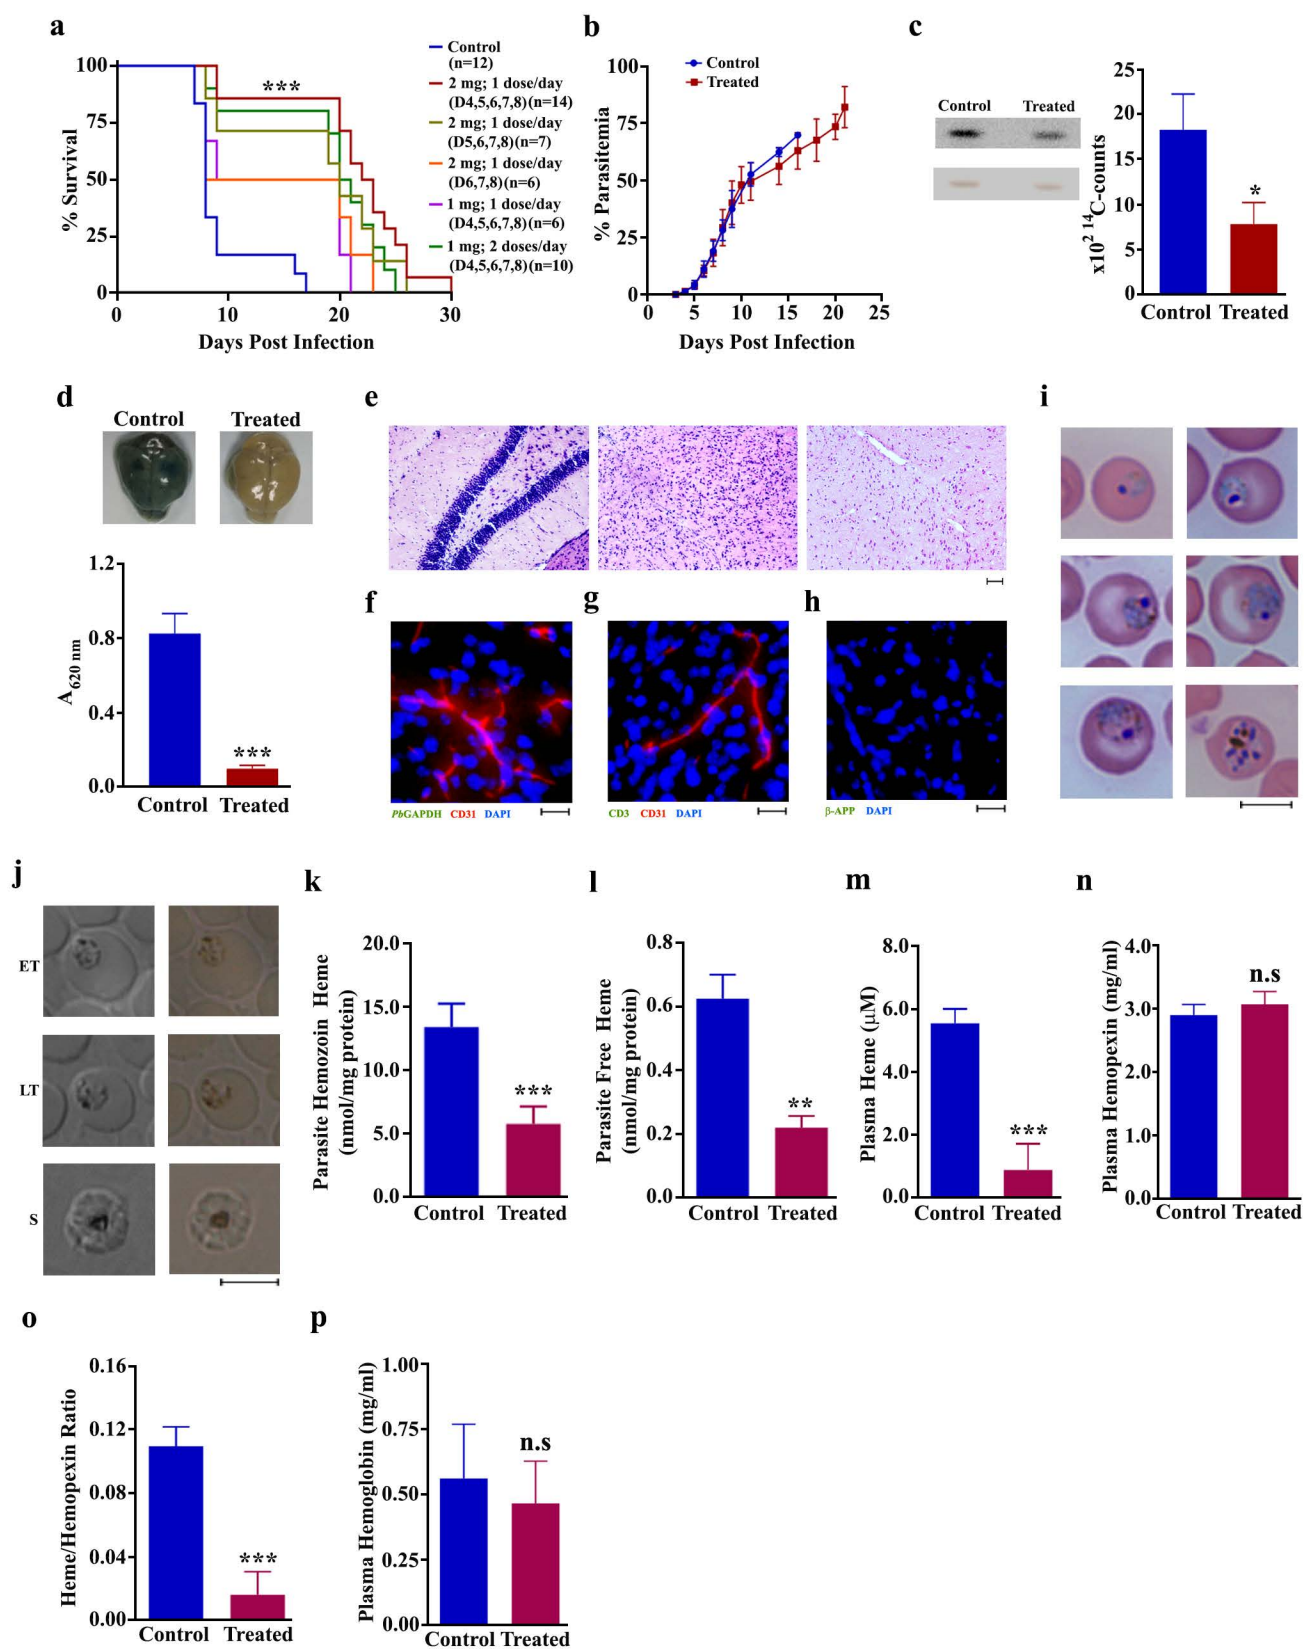 a
100
75
50
25
0
% Survival
***
0 10 20 30
Days Post Infection
Control
(n=12)
2 mg; 1 dose/day
(D4,5,6,7,8)(n=14)
2 mg; 1 dose/day
(D5,6,7,8)(n=7)
2 mg; 1 dose/day
(D6,7,8)(n=6)
1 mg; 1 dose/day
(D4,5,6,7,8)(n=6)
1 mg; 2 doses/day
(D4,5,6,7,8)(n=10)
b
Control
Treated
100
75
50
25
0
% Parasitemia
0 5 10 15 20 25
Days Post Infection
c
Control Treated
25
20
15
10
5
0
x10² ¹⁴C-counts
*
Control Treated
d
Control Treated
1.2
0.8
0.4
0.0
A620 nm
***
Control Treated
e
f
PbGAPDH CD31 DAPI
g
CD3 CD31 DAPI
h
β-APP DAPI
i
j
ET
LT
S
k
20.0
15.0
10.0
5.0
0.0
Parasite Hemozoin Heme
(nmol/mg protein)
***
Control Treated
l
0.8
0.6
0.4
0.2
0.0
Parasite Free Heme
(nmol/mg protein)
**
Control Treated
m
8.0
6.0
4.0
2.0
0.0
Plasma Heme (μM)
***
Control Treated
n
4.0
3.0
2.0
1.0
0.0
Plasma Hemopexin (mg/ml)
n.s
Control Treated
o
0.16
0.12
0.08
0.04
0.00
Heme/Hemopexin Ratio
***
Control Treated
p
1.00
0.75
0.50
0.25
0.00
Plasma Hemoglobin (mg/ml)
n.s
Control Treated